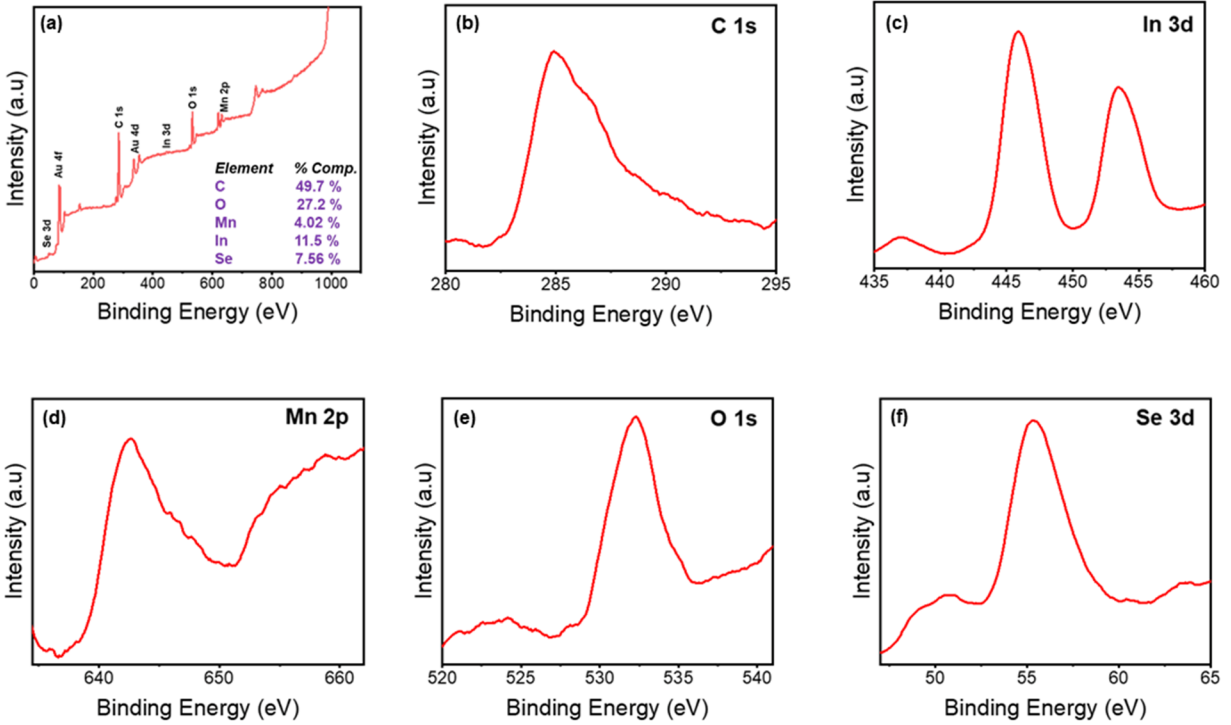 (a)
Intensity (a.u)
Se 3d
Au 4f
C 1s
Au 4d
In 3d
O 1s
Mn 2p
Element % Comp.
C 49.7 %
O 27.2 %
Mn 4.02 %
In 11.5 %
Se 7.56 %
0 200 400 600 800 1000
Binding Energy (eV)
(b) C 1s
Intensity (a.u)
280 285 290 295
Binding Energy (eV)
(c) In 3d
Intensity (a.u)
435 440 445 450 455 460
Binding Energy (eV)
(d) Mn 2p
Intensity (a.u)
640 650 660
Binding Energy (eV)
(e) O 1s
Intensity (a.u)
520 525 530 535 540
Binding Energy (eV)
(f) Se 3d
Intensity (a.u)
50 55 60 65
Binding Energy (eV)